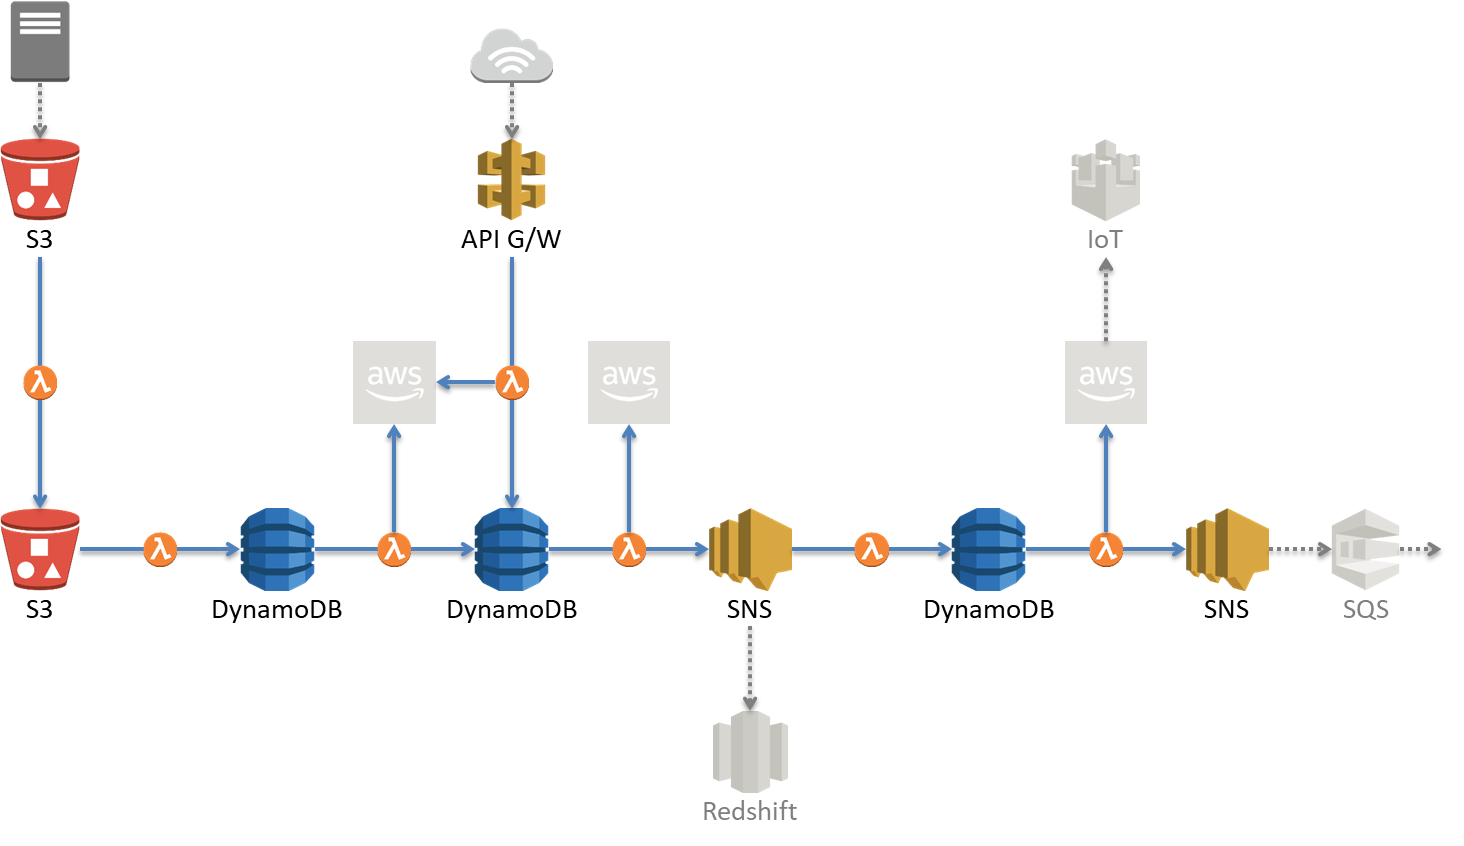 S3
API G/W
IoT
aws
λ
λ
aws
aws
S3
λ
DynamoDB
λ
DynamoDB
λ
SNS
λ
DynamoDB
λ
SNS
SQS
Redshift